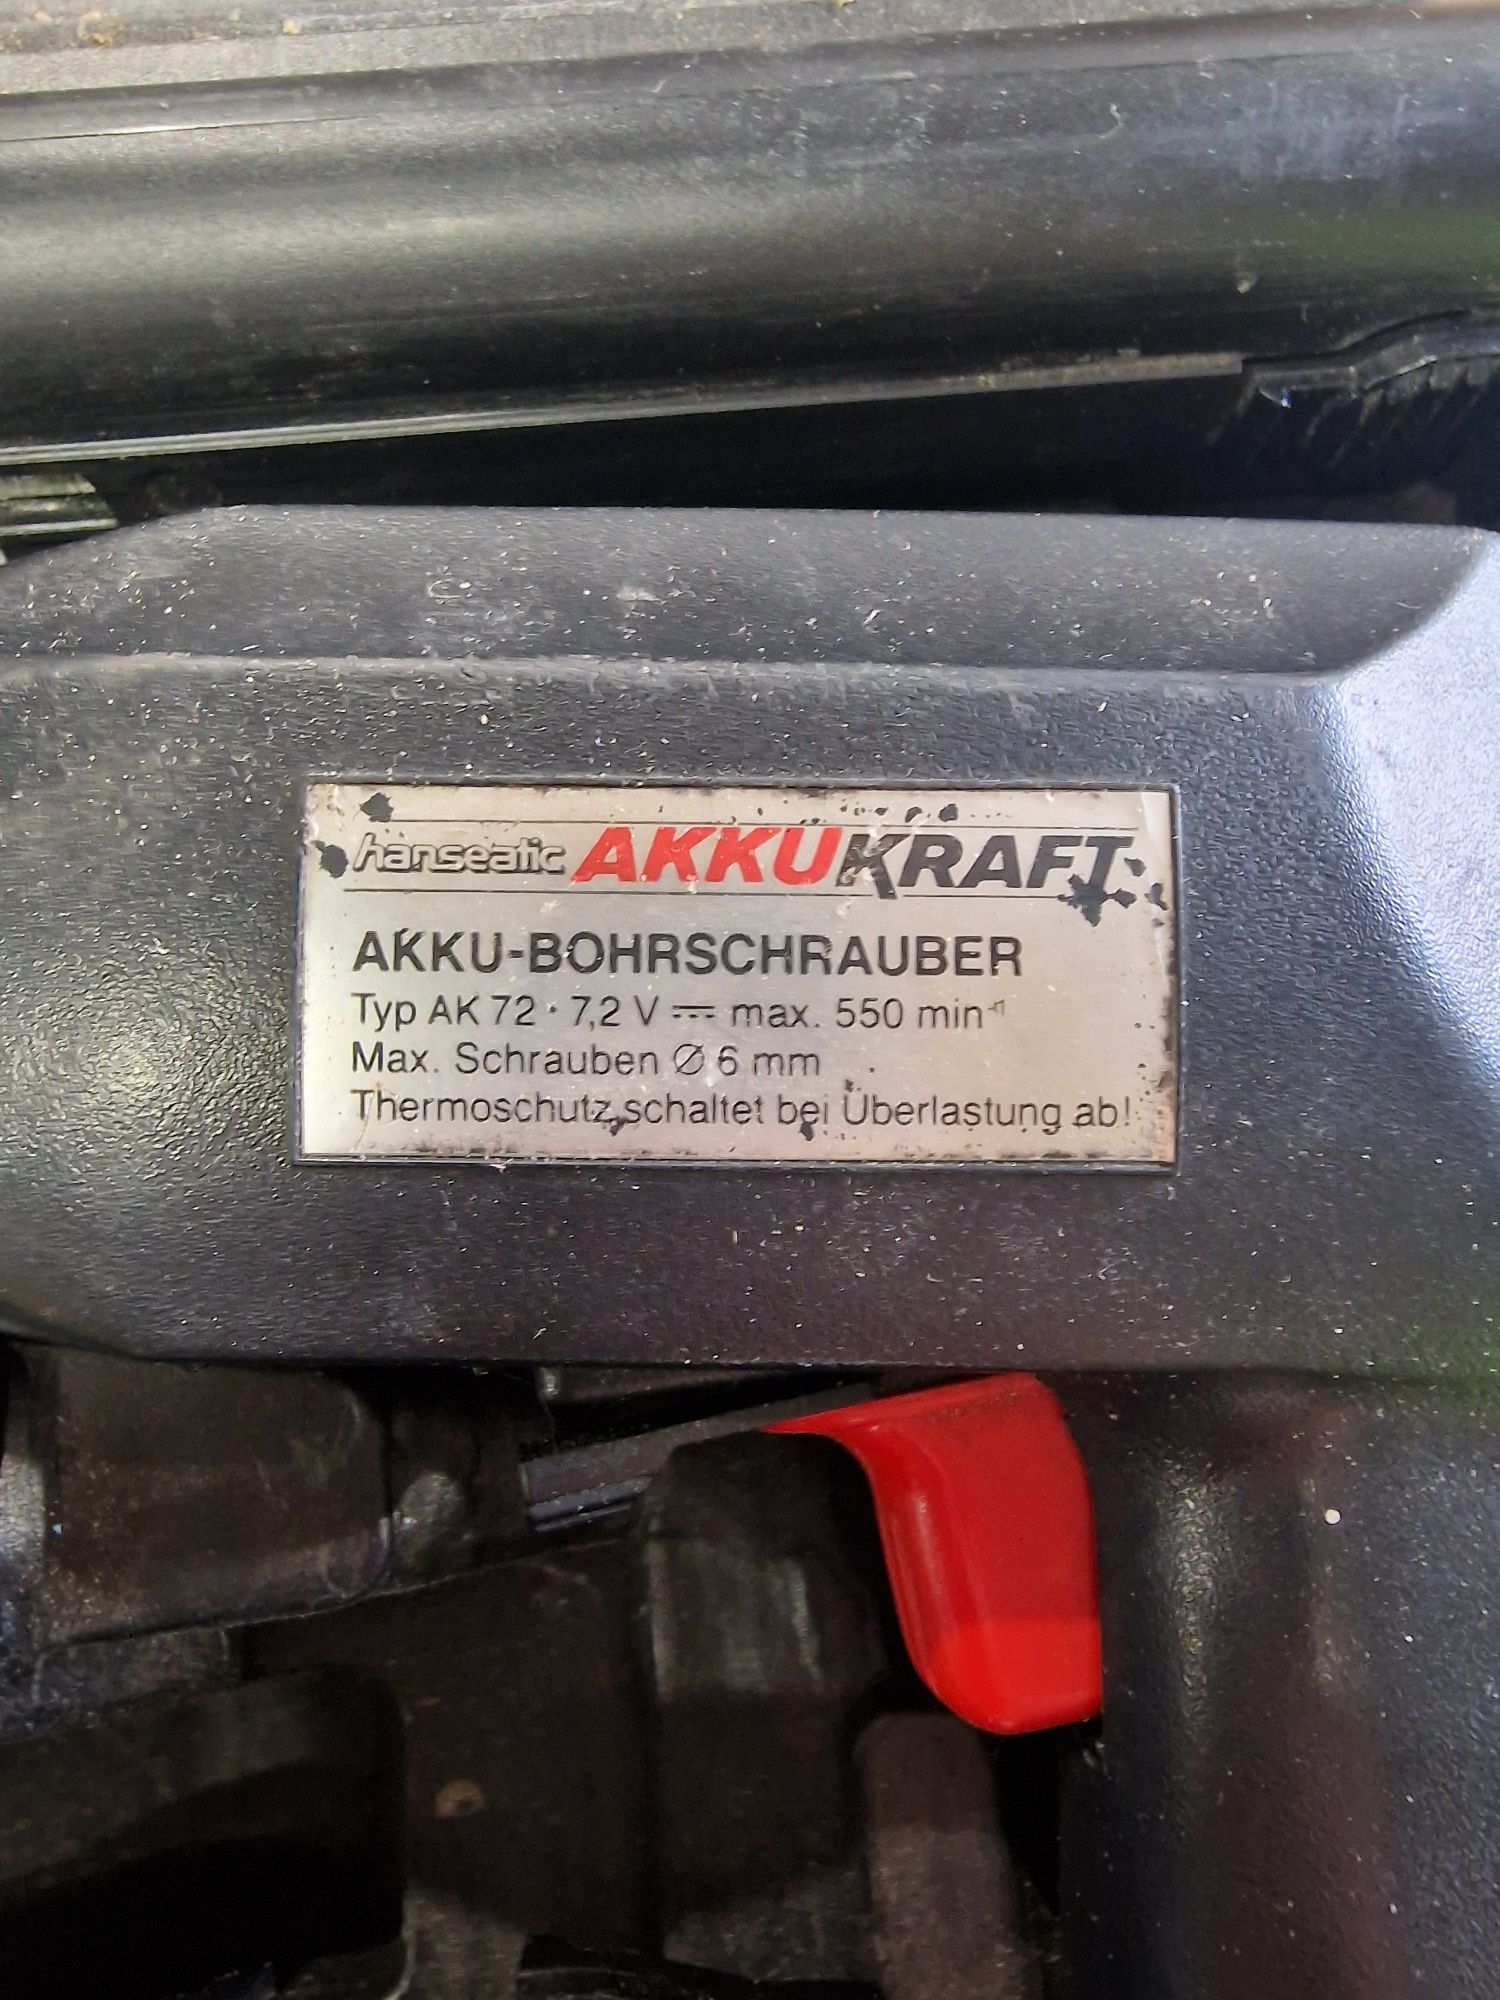 hanseatic AKKUKRAFT
AKKU-BOHRSCHRAUBER
Typ AK 72 · 7,2 V ⎓ max. 550 min⁻¹
Max. Schrauben Ø 6 mm
Thermoschutz schaltet bei Überlastung ab!